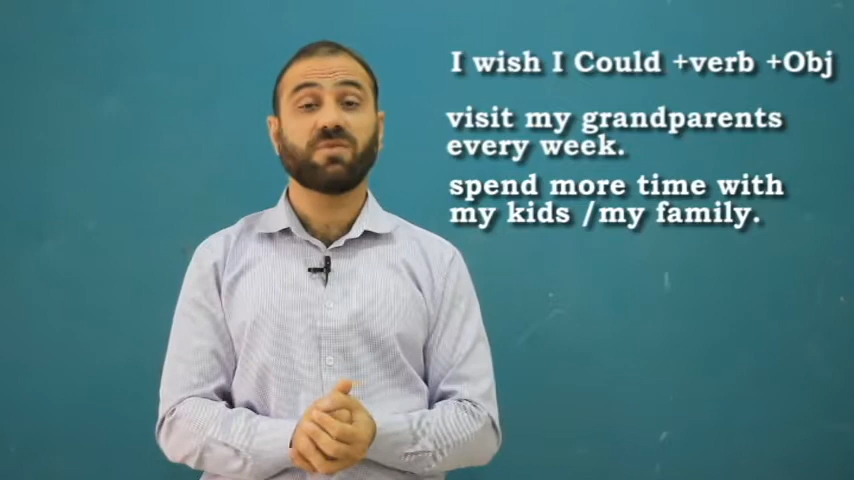 I wish I Could +verb +Obj
visit my grandparents
every week.
spend more time with
my kids /my family.